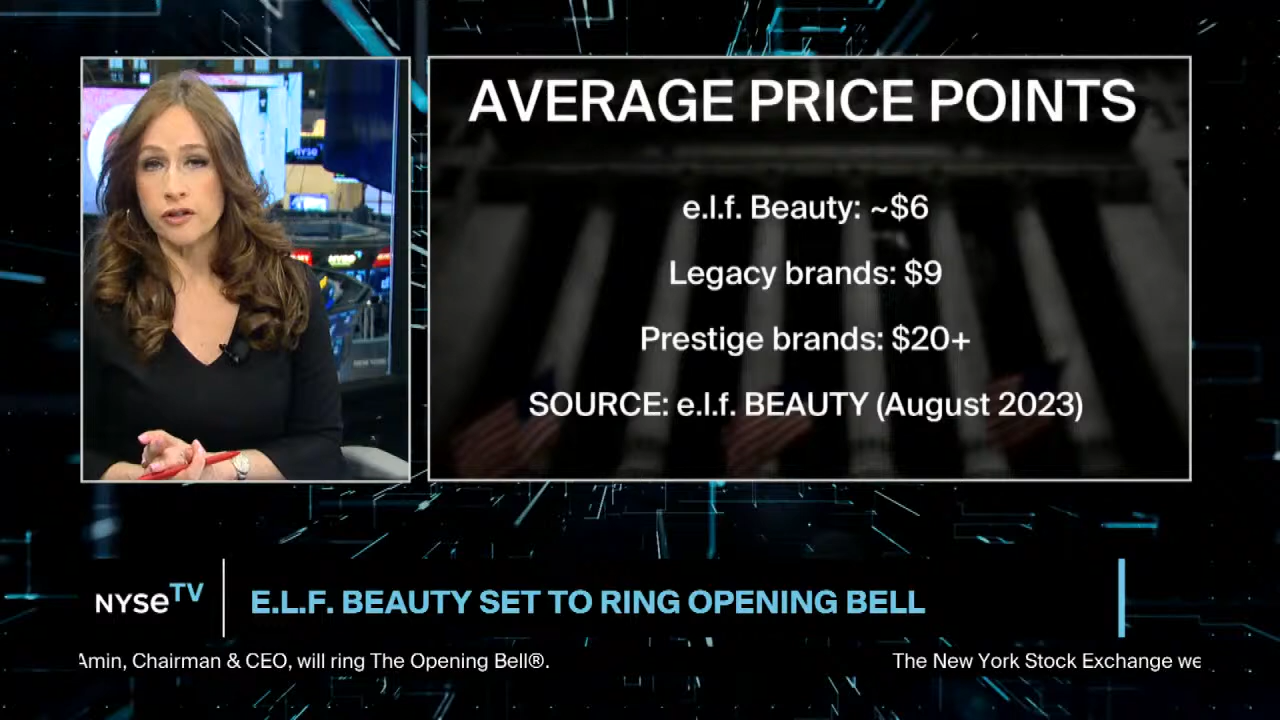 AVERAGE PRICE POINTS
e.l.f. Beauty: ~$6
Legacy brands: $9
Prestige brands: $20+
SOURCE: e.l.f. BEAUTY (August 2023)
NYSE TV
E.L.F. BEAUTY SET TO RING OPENING BELL
Amin, Chairman & CEO, will ring The Opening Bell®.
The New York Stock Exchange we